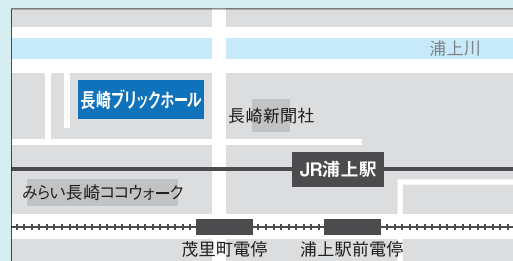 浦上川
長崎ブリックホール
長崎新聞社
JR浦上駅
みらい長崎ココウォーク
茂里町電停
浦上駅前電停